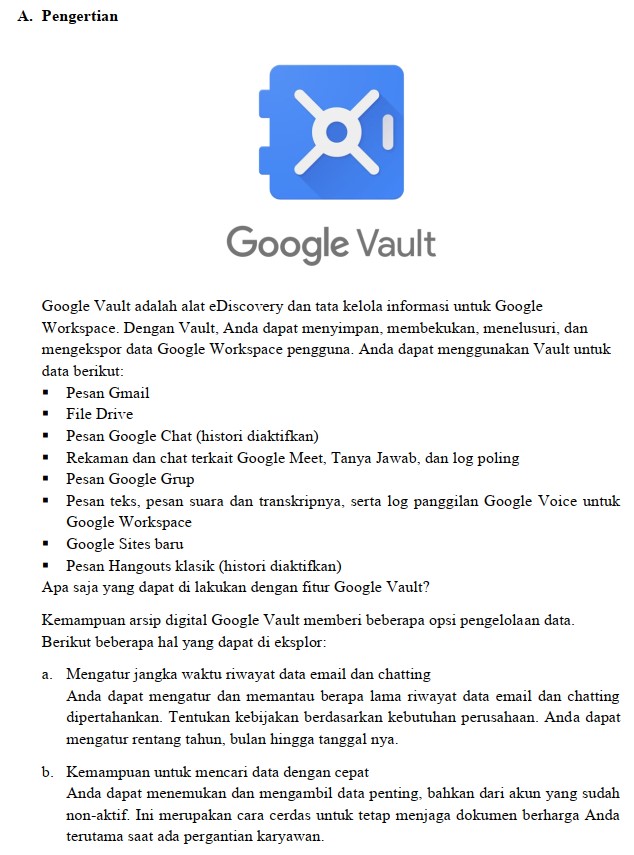 A. Pengertian
Google Vault
Google Vault adalah alat eDiscovery dan tata kelola informasi untuk Google
Workspace. Dengan Vault, Anda dapat menyimpan, membekukan, menelusuri, dan
mengekspor data Google Workspace pengguna. Anda dapat menggunakan Vault untuk
data berikut:
▪ Pesan Gmail
▪ File Drive
▪ Pesan Google Chat (histori diaktifkan)
▪ Rekaman dan chat terkait Google Meet, Tanya Jawab, dan log poling
▪ Pesan Google Grup
▪ Pesan teks, pesan suara dan transkripnya, serta log panggilan Google Voice untuk
Google Workspace
▪ Google Sites baru
▪ Pesan Hangouts klasik (histori diaktifkan)
Apa saja yang dapat di lakukan dengan fitur Google Vault?
Kemampuan arsip digital Google Vault memberi beberapa opsi pengelolaan data.
Berikut beberapa hal yang dapat di eksplor:
a. Mengatur jangka waktu riwayat data email dan chatting
Anda dapat mengatur dan memantau berapa lama riwayat data email dan chatting
dipertahankan. Tentukan kebijakan berdasarkan kebutuhan perusahaan. Anda dapat
mengatur rentang tahun, bulan hingga tanggal nya.
b. Kemampuan untuk mencari data dengan cepat
Anda dapat menemukan dan mengambil data penting, bahkan dari akun yang sudah
non-aktif. Ini merupakan cara cerdas untuk tetap menjaga dokumen berharga Anda
terutama saat ada pergantian karyawan.